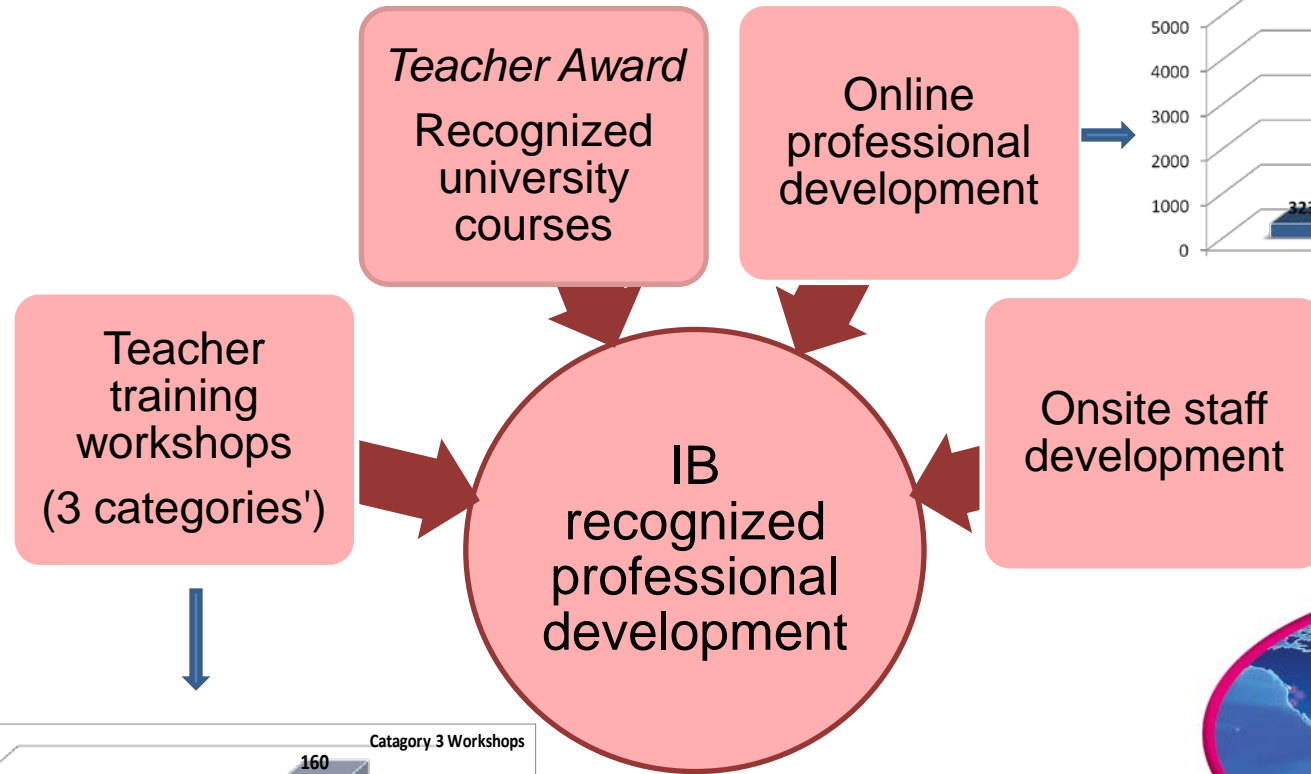 Teacher Award
Recognized
university
courses
Online
professional
development
5000
4000
3000
2000
1000
0
Teacher
training
workshops
(3 categories')
IB
recognized
professional
development
Onsite staff
development
Catagory 3 Workshops
160